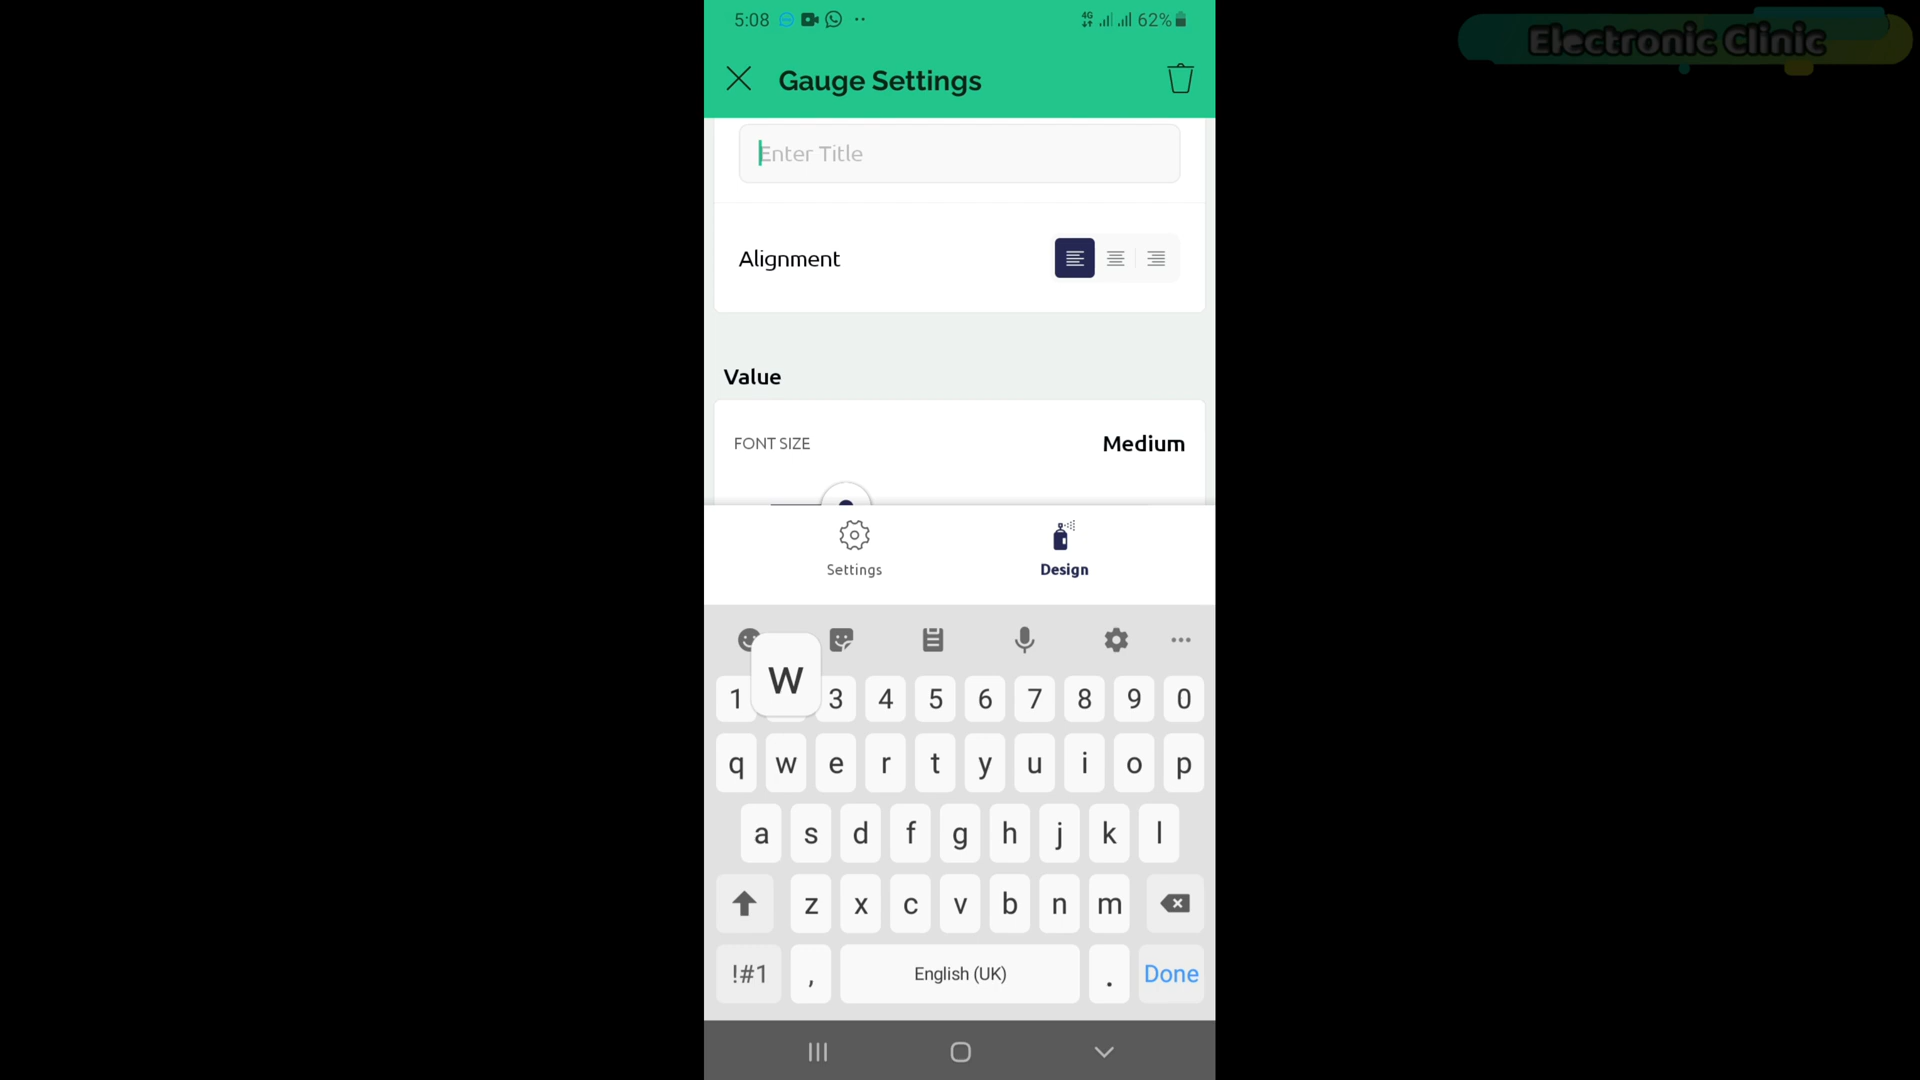 5:08 62%
Electronic Clinic
Gauge Settings
Enter Title
Alignment
Value
FONT SIZE Medium
Settings Design
W
1 3 4 5 6 7 8 9 0
q w e r t y u i o p
a s d f g h j k l
z x c v b n m
!#1 , English (UK) . Done